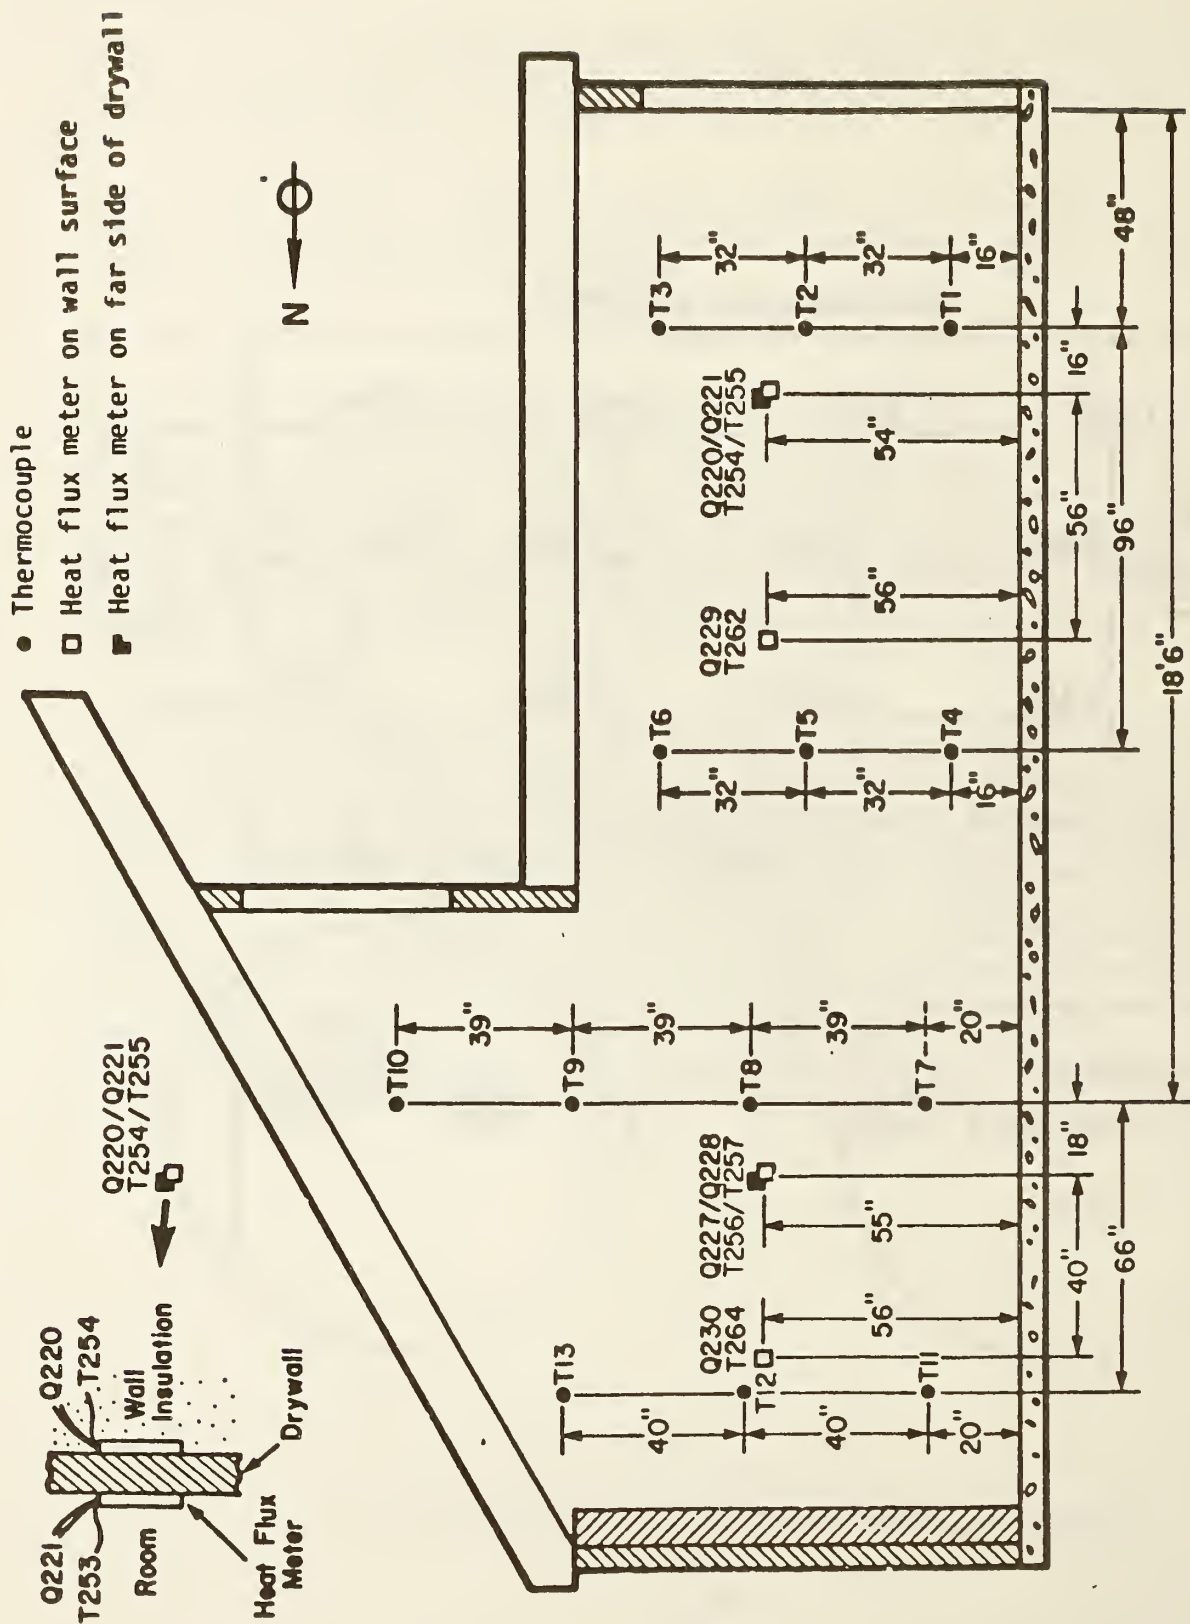 ● Thermocouple
□ Heat flux meter on wall surface
Heat flux meter on far side of drywall
N
Q221
T253
Room
Heat Flux
Meter
Q220
T254
Wall
Insulation
Drywall
Q220/Q221
T254/T255
T13
40"
40"
20"
T12
T11
Q230
T264
56"
Q227/Q228
T256/T257
55"
T10
T9
T8
T7
39"
39"
39"
20"
T6
T5
T4
32"
32"
16"
Q229
T262
56"
Q220/Q221
T254/T255
54"
T3
T2
T1
32"
32"
16"
40"
18"
66"
56"
16"
96"
48"
18'6"